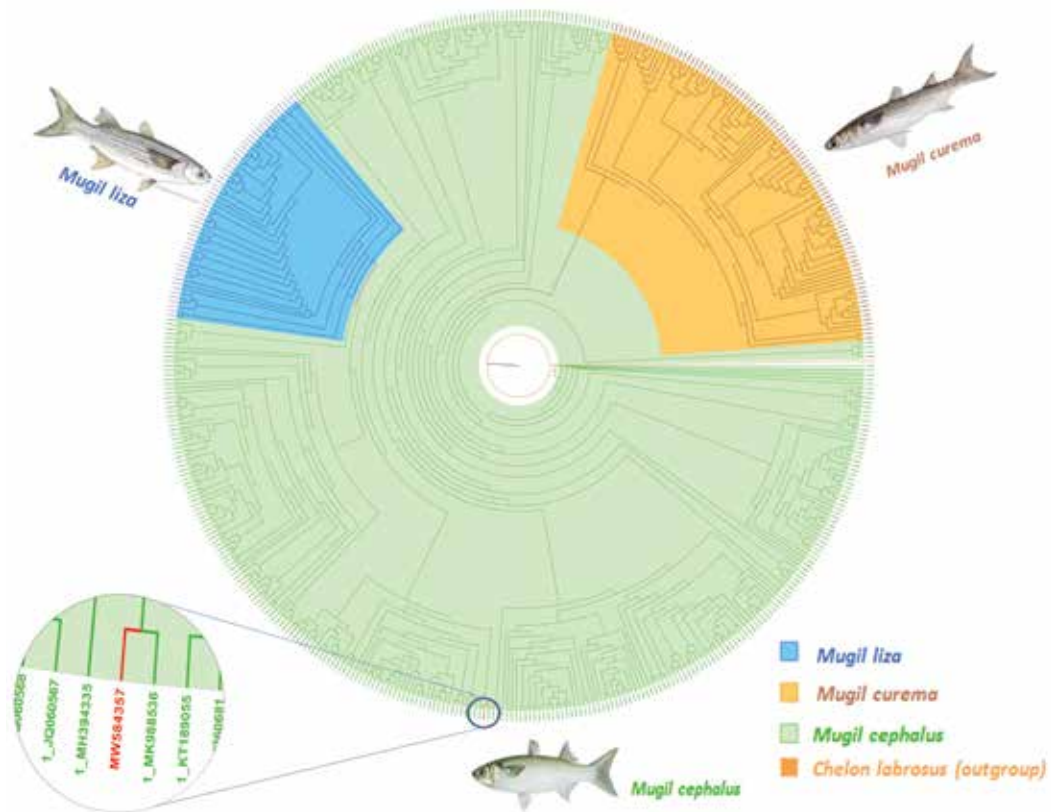 Mugil liza
Mugil curema
1_JQ060567
1_MH394335
MW584357
1_MK988536
1_KT189055
Mugil liza
Mugil curema
Mugil cephalus
Chelon labrosus (outgroup)
Mugil cephalus